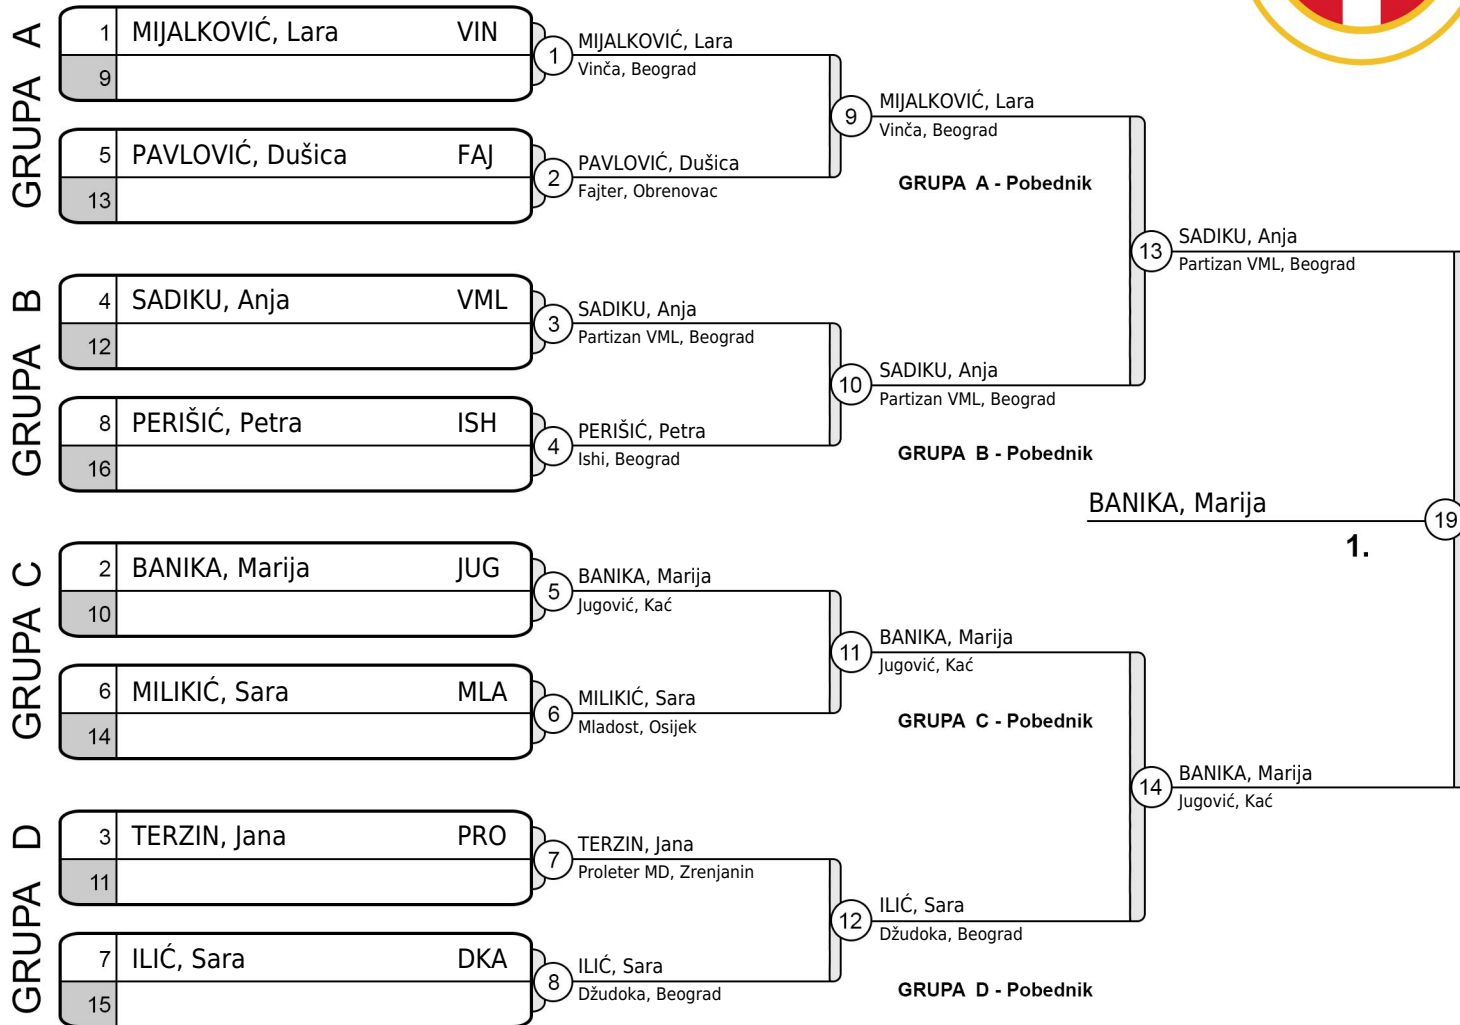 GRUPA A
1 MIJALKOVIĆ, Lara VIN
9
5 PAVLOVIĆ, Dušica FAJ
13
GRUPA B
4 SADIKU, Anja VML
12
8 PERIŠIĆ, Petra ISH
16
GRUPA C
2 BANIKA, Marija JUG
10
6 MILIKIĆ, Sara MLA
14
GRUPA D
3 TERZIN, Jana PRO
11
7 ILIĆ, Sara DKA
15
1
MIJALKOVIĆ, Lara
Vinča, Beograd
2
PAVLOVIĆ, Dušica
Fajter, Obrenovac
3
SADIKU, Anja
Partizan VML, Beograd
4
PERIŠIĆ, Petra
Ishi, Beograd
5
BANIKA, Marija
Jugović, Kać
6
MILIKIĆ, Sara
Mladost, Osijek
7
TERZIN, Jana
Proleter MD, Zrenjanin
8
ILIĆ, Sara
Džudoka, Beograd
9
MIJALKOVIĆ, Lara
Vinča, Beograd
GRUPA A - Pobednik
10
SADIKU, Anja
Partizan VML, Beograd
GRUPA B - Pobednik
11
BANIKA, Marija
Jugović, Kać
GRUPA C - Pobednik
12
ILIĆ, Sara
Džudoka, Beograd
GRUPA D - Pobednik
13
SADIKU, Anja
Partizan VML, Beograd
14
BANIKA, Marija
Jugović, Kać
BANIKA, Marija
19
1.